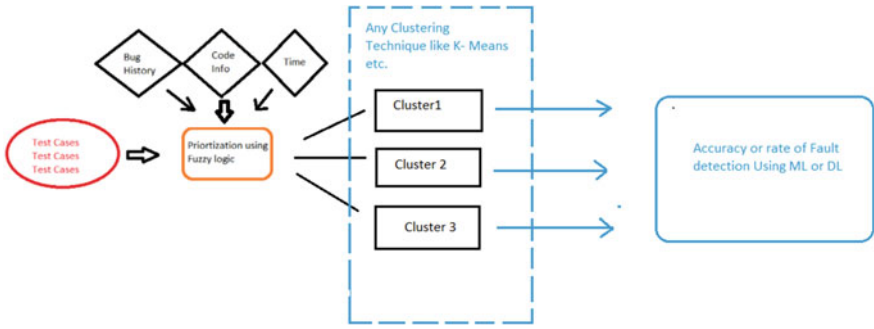 Any Clustering
Technique like K- Means
etc.
Bug
History
Code
Info
Time
Cluster1
Test Cases
Test Cases
Test Cases
Priortization using
Fuzzy logic
Cluster 2
Cluster 3
Accuracy or rate of Fault
detection Using ML or DL